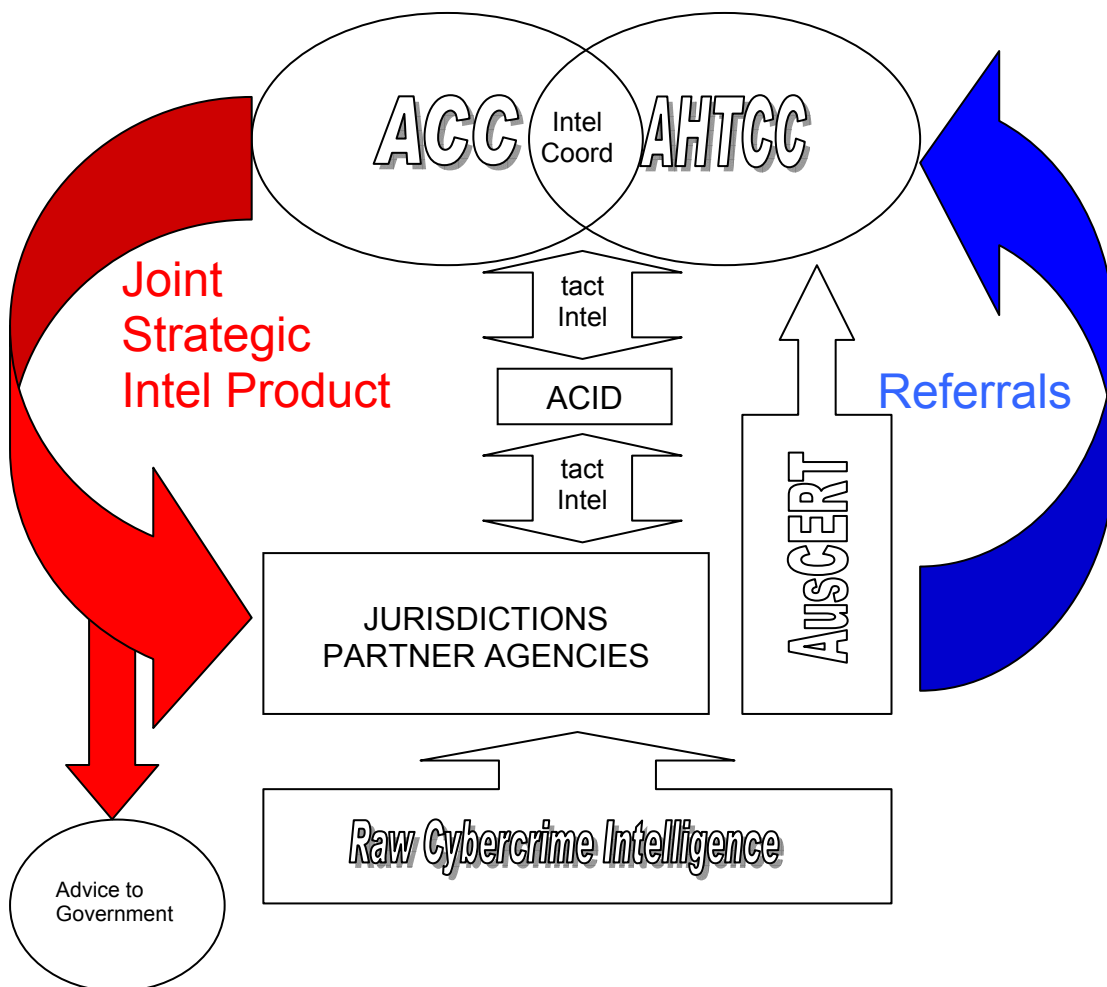 ACC
Intel
Coord
AHTCC
Joint
Strategic
Intel Product
tact
Intel
ACID
Referrals
tact
Intel
AusCERT
JURISDICTIONS
PARTNER AGENCIES
Raw Cybercrime Intelligence
Advice to
Government